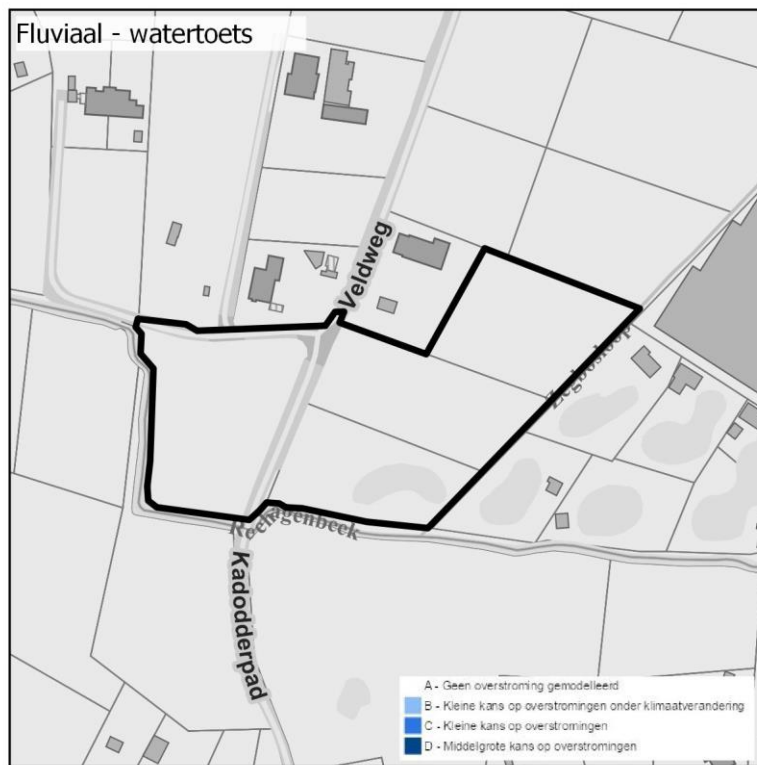 Fluviaal - watertoets
Veldweg
Zegbosloop
Kadodderpad
A - Geen overstroming gemodelleerd
B - Kleine kans op overstromingen onder klimaatverandering
C - Kleine kans op overstromingen
D - Middelgrote kans op overstromingen